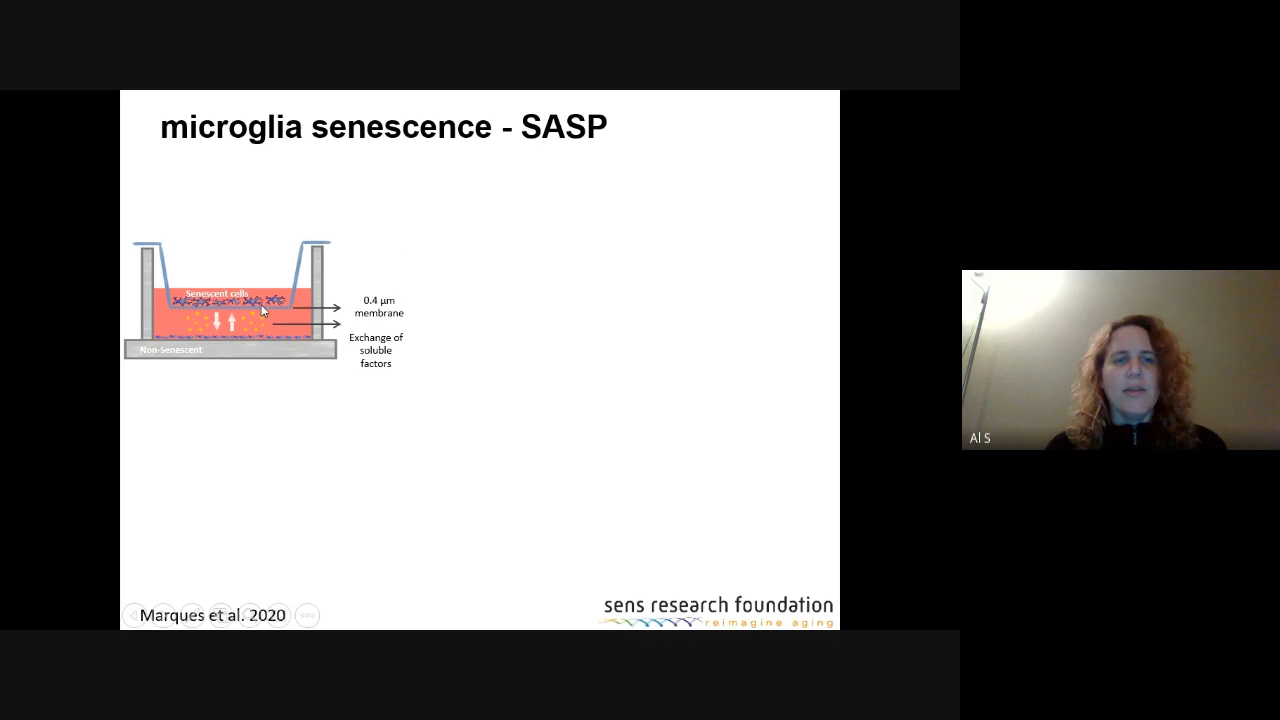 microglia senescence - SASP
Senescent cells
0.4 µm
membrane
Exchange of
soluble
factors
Non-Senescent
Al S
Marques et al. 2020
sens research foundation
reimagine aging